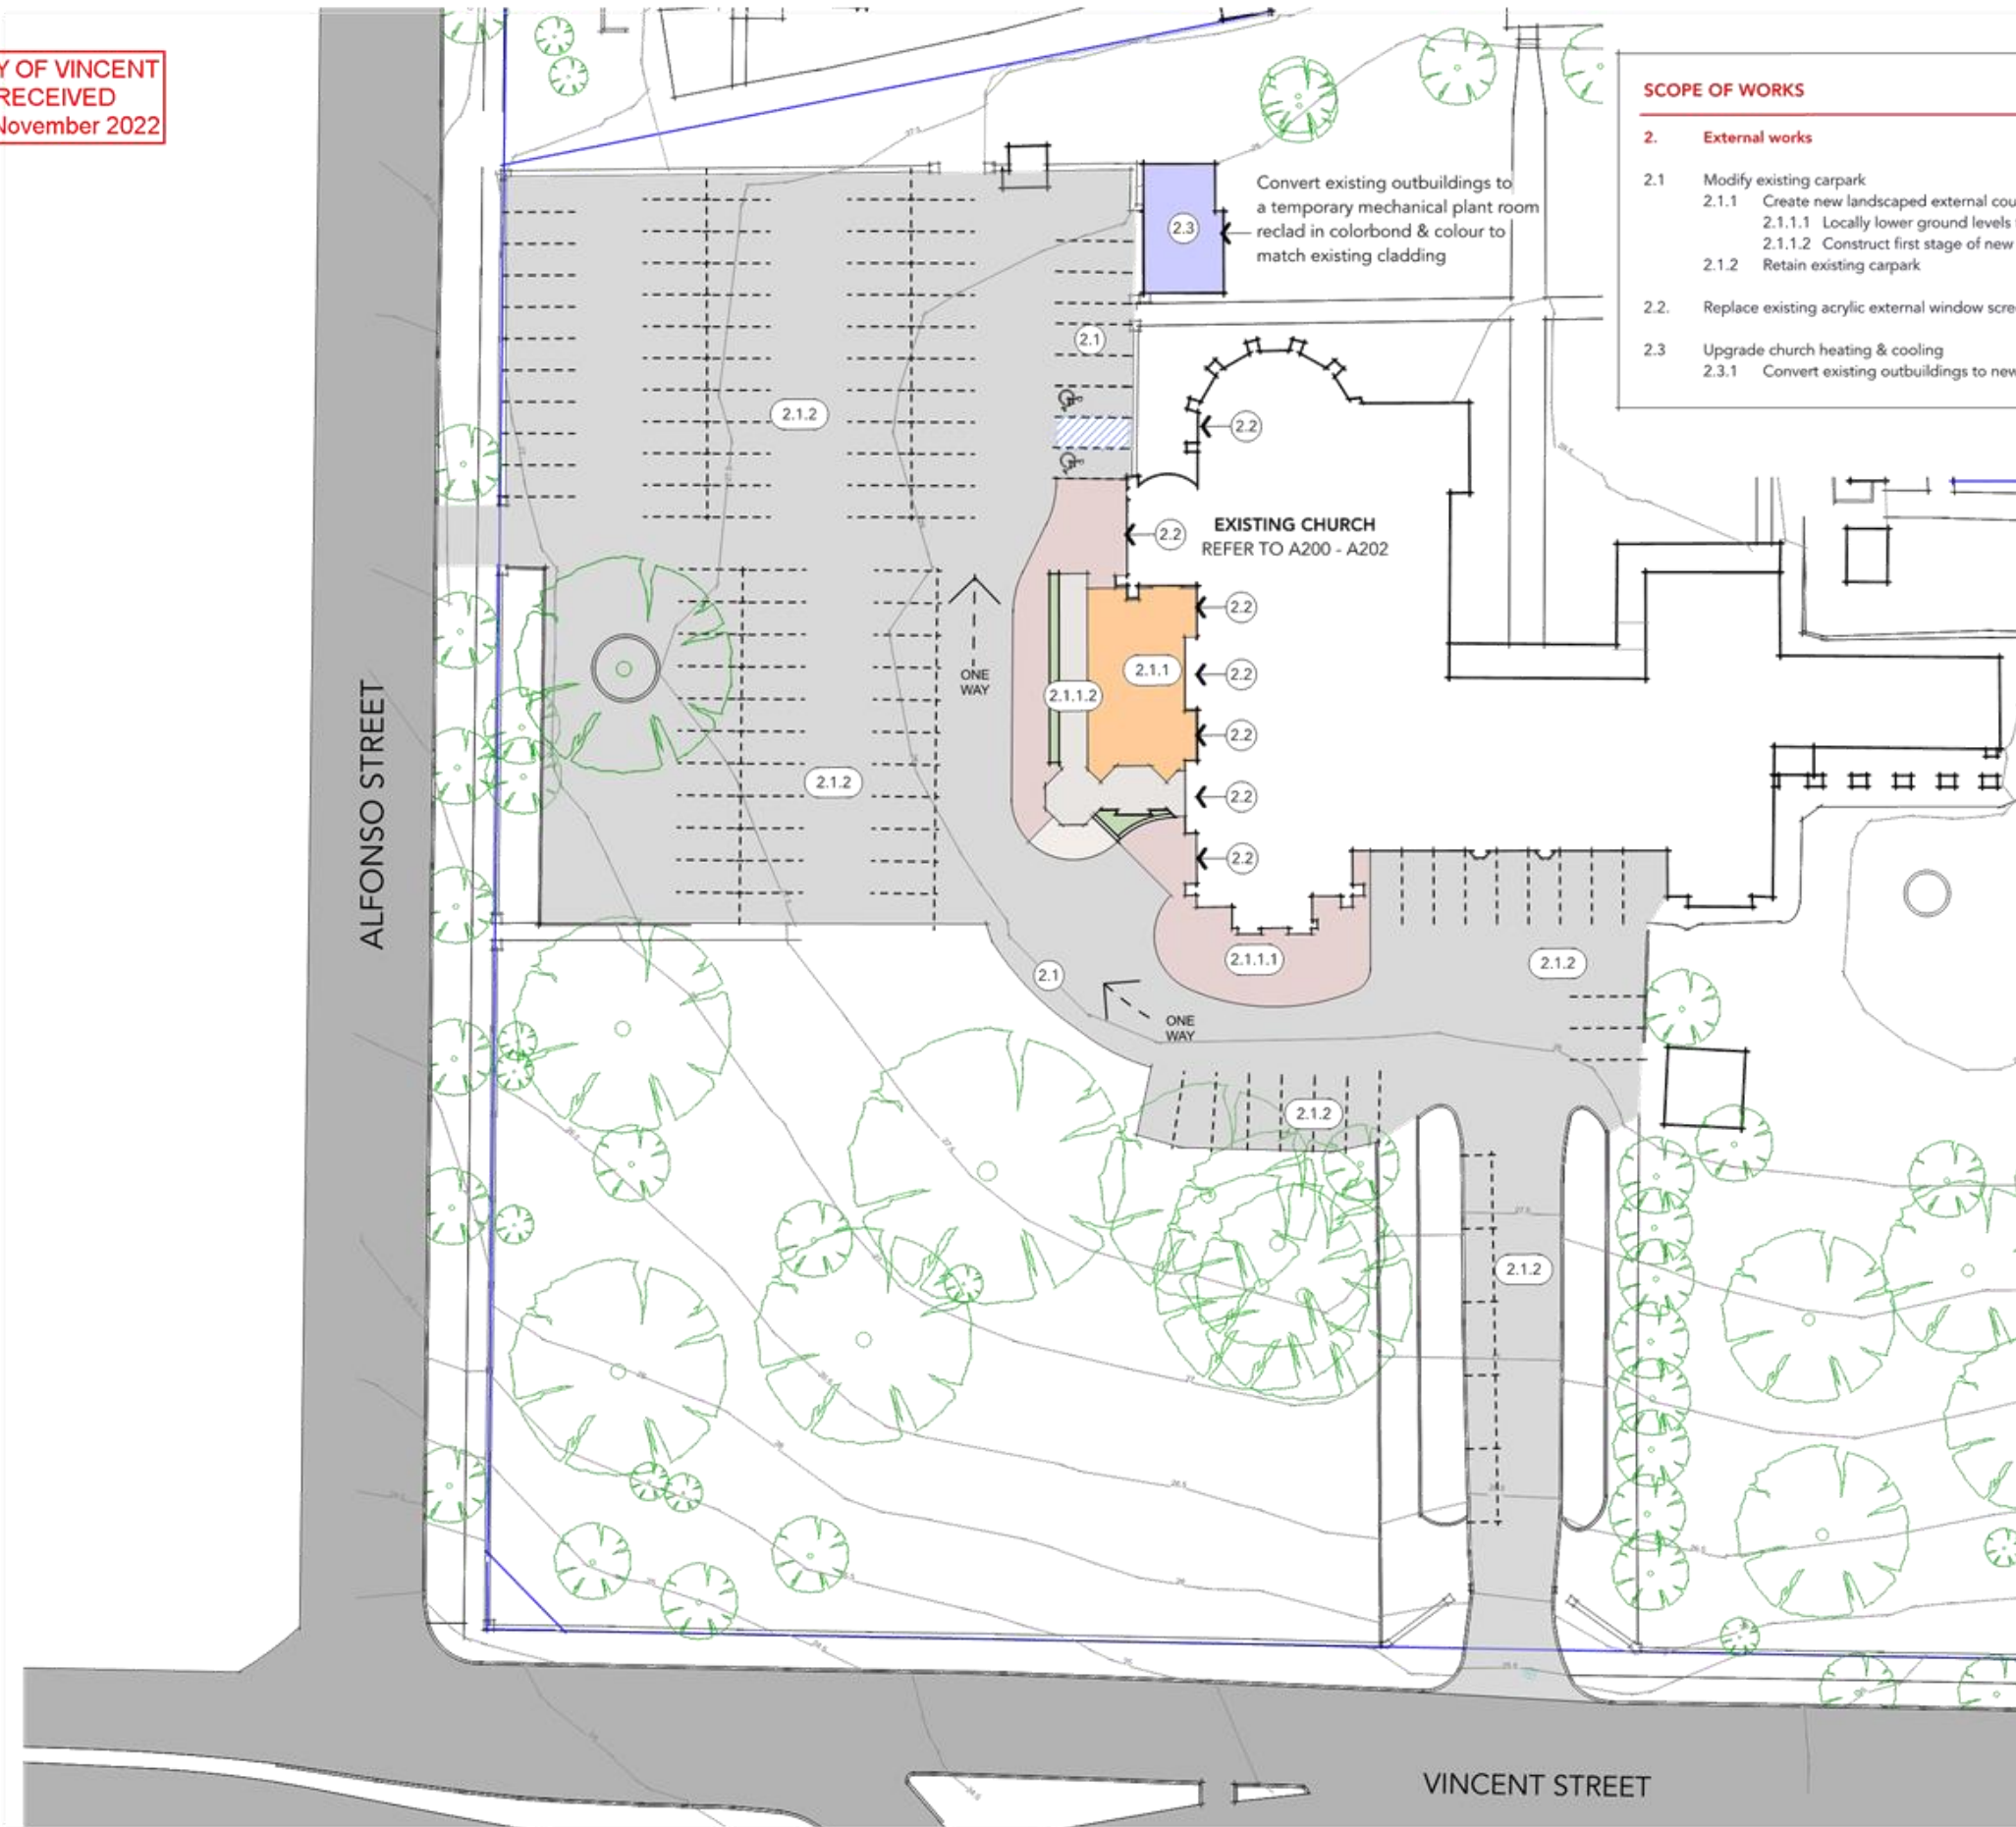 Y OF VINCENT
RECEIVED
November 2022
SCOPE OF WORKS
2. External works
2.1 Modify existing carpark
2.1.1 Create new landscaped external cou
2.1.1.1 Locally lower ground levels
2.1.1.2 Construct first stage of new
2.1.2 Retain existing carpark
2.2. Replace existing acrylic external window scre
2.3 Upgrade church heating & cooling
2.3.1 Convert existing outbuildings to new
Convert existing outbuildings to
a temporary mechanical plant room
reclad in colorbond & colour to
match existing cladding
2.3
2.1
2.1.2
2.2
EXISTING CHURCH
REFER TO A200 - A202
2.2
2.2
2.1.1
2.2
ONE
WAY
2.1.1.2
2.2
2.1.2
2.2
2.2
ALFONSO STREET
2.1.1.1
2.1.2
2.1
ONE
WAY
2.1.2
2.1.2
VINCENT STREET